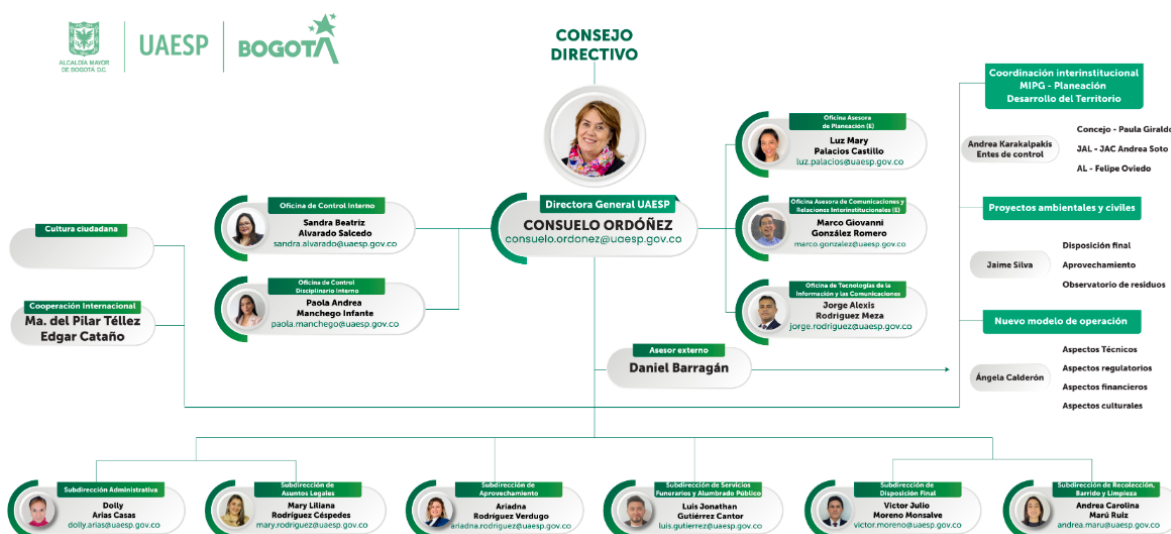 ALCALDÍA MAYOR
DE BOGOTÁ D.C.
UAESP
BOGOTÁ
CONSEJO
DIRECTIVO
Directora General UAESP
CONSUELO ORDÓÑEZ
consuelo.ordonez@uaesp.gov.co
Oficina de Control Interno
Sandra Beatriz
Alvarado Salcedo
sandra.alvarado@uaesp.gov.co
Oficina de Control
Disciplinario Interno
Paola Andrea
Manchego Infante
paola.manchego@uaesp.gov.co
Cultura ciudadana
Cooperación Internacional
Ma. del Pilar Téllez
Edgar Cataño
Oficina Asesora
de Planeación (E)
Luz Mary
Palacios Castillo
luz.palacios@uaesp.gov.co
Oficina Asesora de Comunicaciones y
Relaciones Interinstitucionales (E)
Marco Giovanni
González Romero
marco.gonzalez@uaesp.gov.co
Oficina de Tecnologías de la
Información y las Comunicaciones
Jorge Alexis
Rodríguez Meza
jorge.rodriguez@uaesp.gov.co
Asesor externo
Daniel Barragán
Coordinación interinstitucional
MIPG - Planeación
Desarrollo del Territorio
Andrea Karakalpakis
Entes de control
Concejo - Paula Giraldo
JAL - JAC Andrea Soto
AL - Felipe Oviedo
Proyectos ambientales y civiles
Jaime Silva
Disposición final
Aprovechamiento
Observatorio de residuos
Nuevo modelo de operación
Ángela Calderón
Aspectos Técnicos
Aspectos regulatorios
Aspectos financieros
Aspectos culturales
Subdirección Administrativa
Dolly
Arias Casas
dolly.arias@uaesp.gov.co
Subdirección de
Asuntos Legales
Mary Liliana
Rodríguez Céspedes
mary.rodriguez@uaesp.gov.co
Subdirección de
Aprovechamiento
Ariadna
Rodríguez Verdugo
ariadna.rodriguez@uaesp.gov.co
Subdirección de Servicios
Funerarios y Alumbrado Público
Luis Jonathan
Gutiérrez Cantor
luis.gutierrez@uaesp.gov.co
Subdirección de
Disposición Final
Víctor Julio
Moreno Monsalve
victor.moreno@uaesp.gov.co
Subdirección de Recolección,
Barrido y Limpieza
Andrea Carolina
Marú Ruiz
andrea.maru@uaesp.gov.co